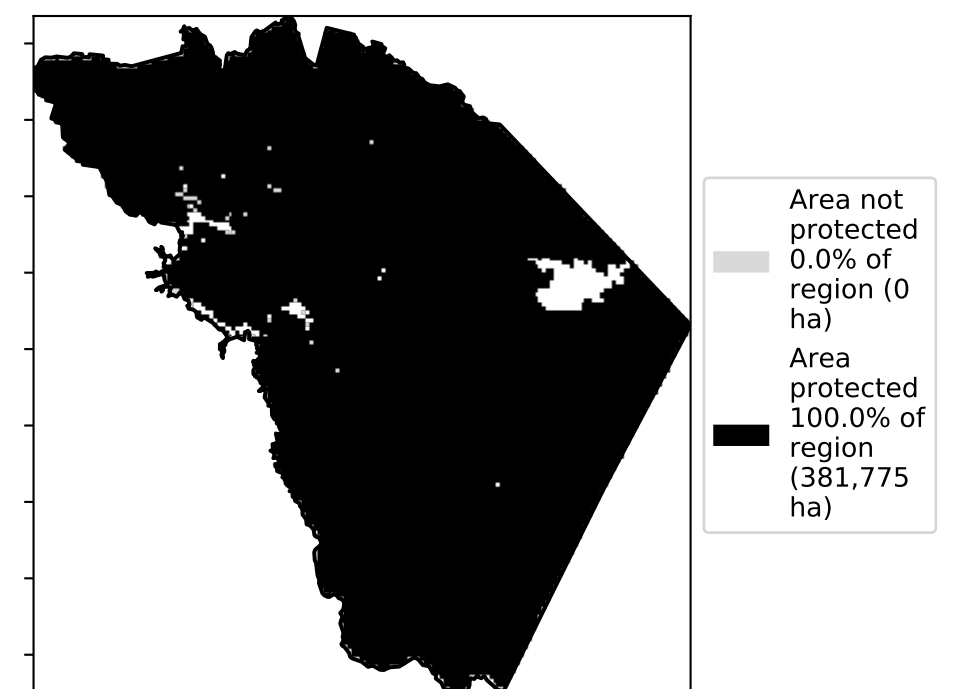 Area not
protected
0.0% of
region (0
ha)
Area
protected
100.0% of
region
(381,775
ha)